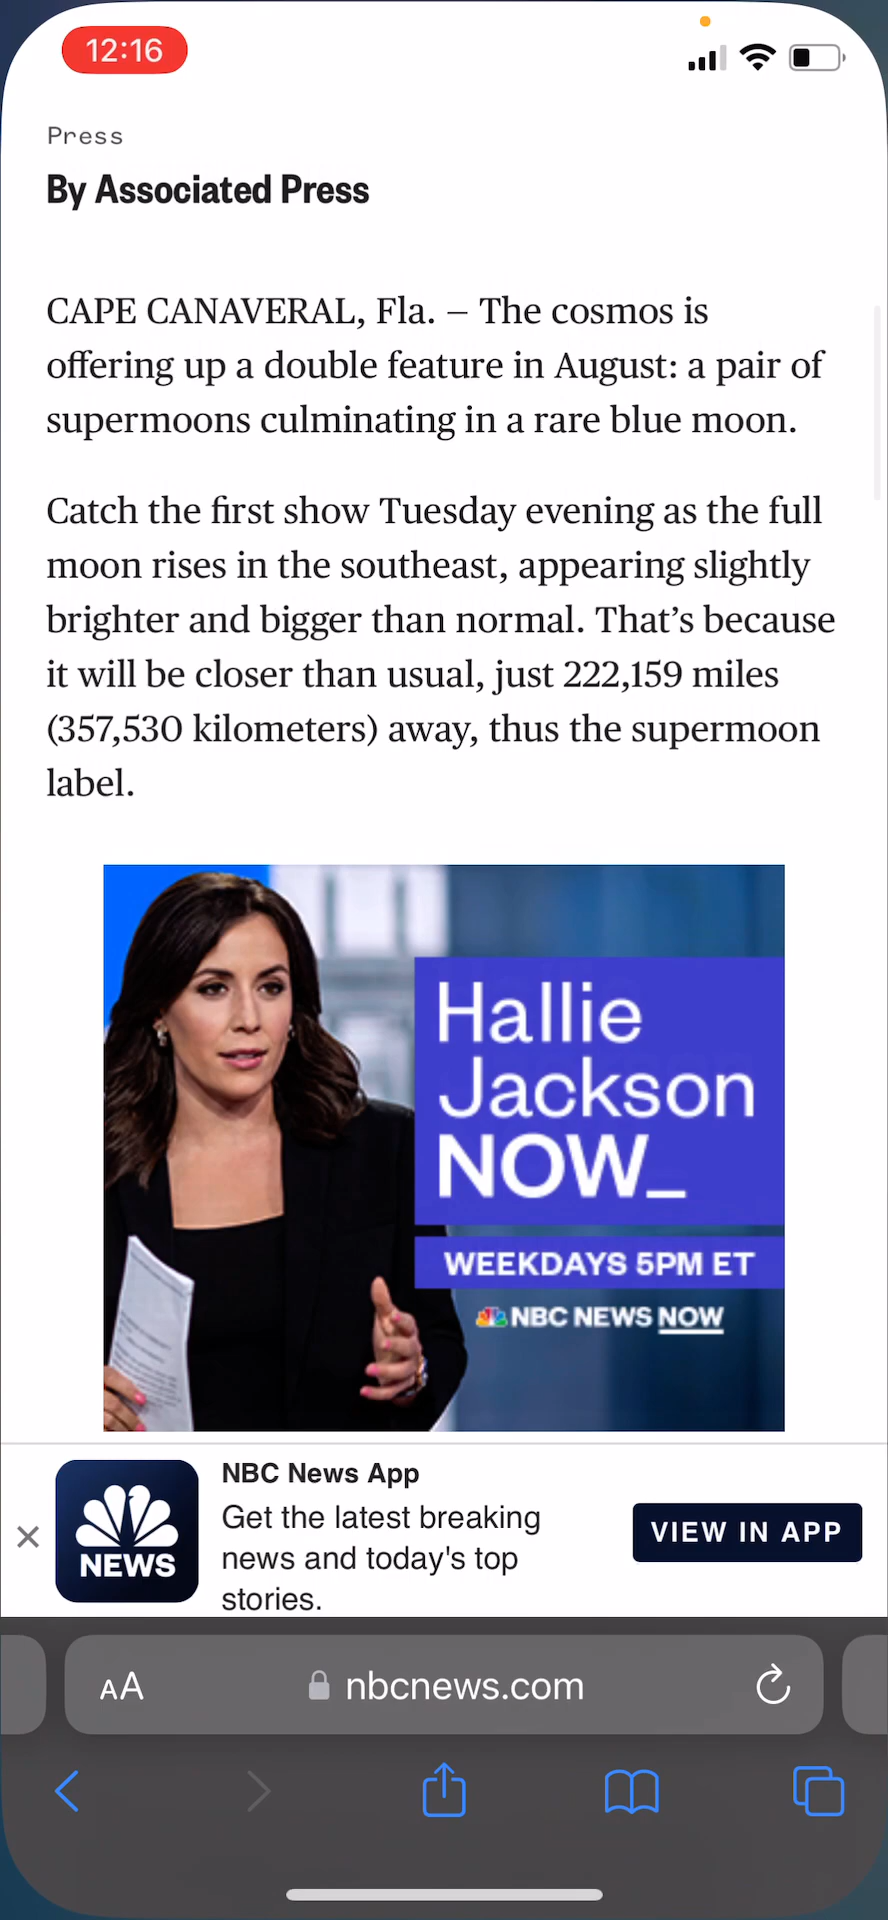 12:16
Press
By Associated Press
CAPE CANAVERAL, Fla. — The cosmos is
offering up a double feature in August: a pair of
supermoons culminating in a rare blue moon.
Catch the first show Tuesday evening as the full
moon rises in the southeast, appearing slightly
brighter and bigger than normal. That’s because
it will be closer than usual, just 222,159 miles
(357,530 kilometers) away, thus the supermoon
label.
Hallie
Jackson
NOW_
WEEKDAYS 5PM ET
NBC NEWS NOW
NBC News App
Get the latest breaking
news and today's top
stories.
NEWS
VIEW IN APP
AA
nbcnews.com